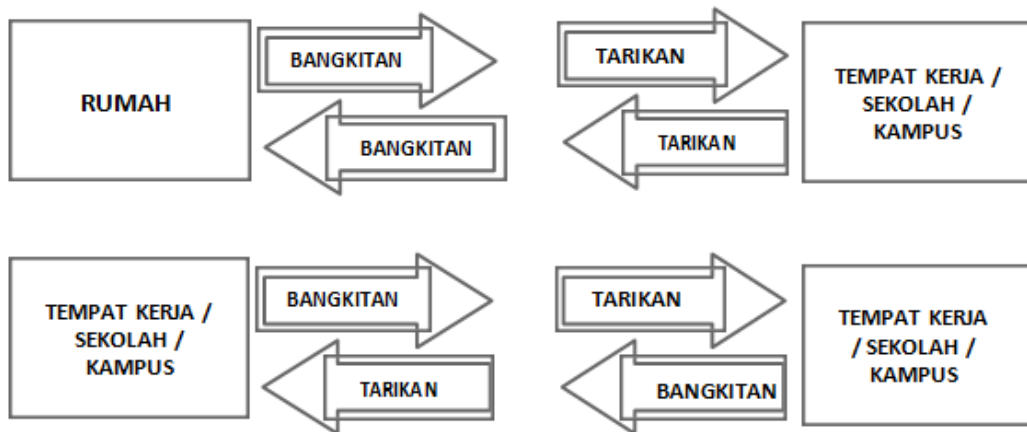 RUMAH
BANGKITAN
BANGKITAN
TARIKAN
TARIKAN
TEMPAT KERJA /
SEKOLAH /
KAMPUS
TEMPAT KERJA /
SEKOLAH /
KAMPUS
BANGKITAN
TARIKAN
TARIKAN
BANGKITAN
TEMPAT KERJA
/ SEKOLAH /
KAMPUS